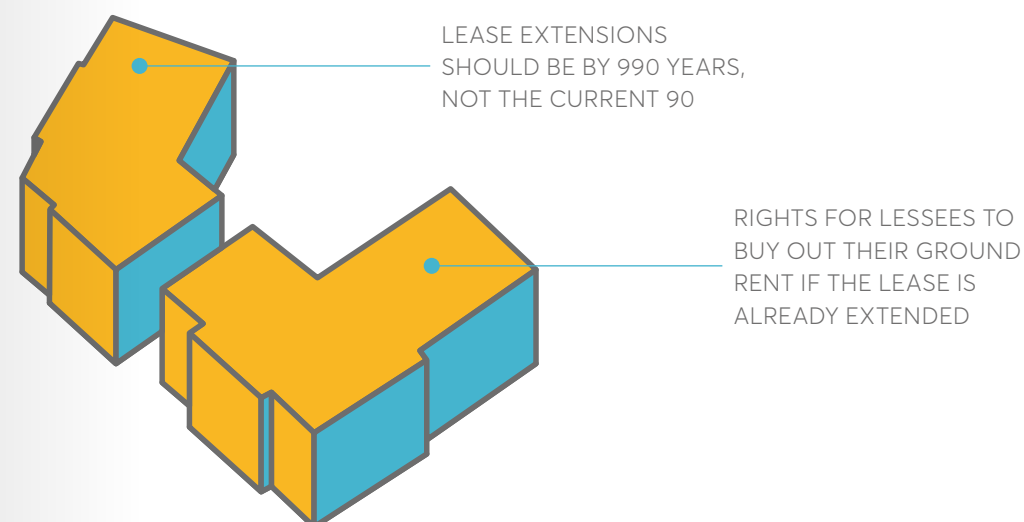 LEASE EXTENSIONS
SHOULD BE BY 990 YEARS,
NOT THE CURRENT 90
RIGHTS FOR LESSEES TO
BUY OUT THEIR GROUND
RENT IF THE LEASE IS
ALREADY EXTENDED